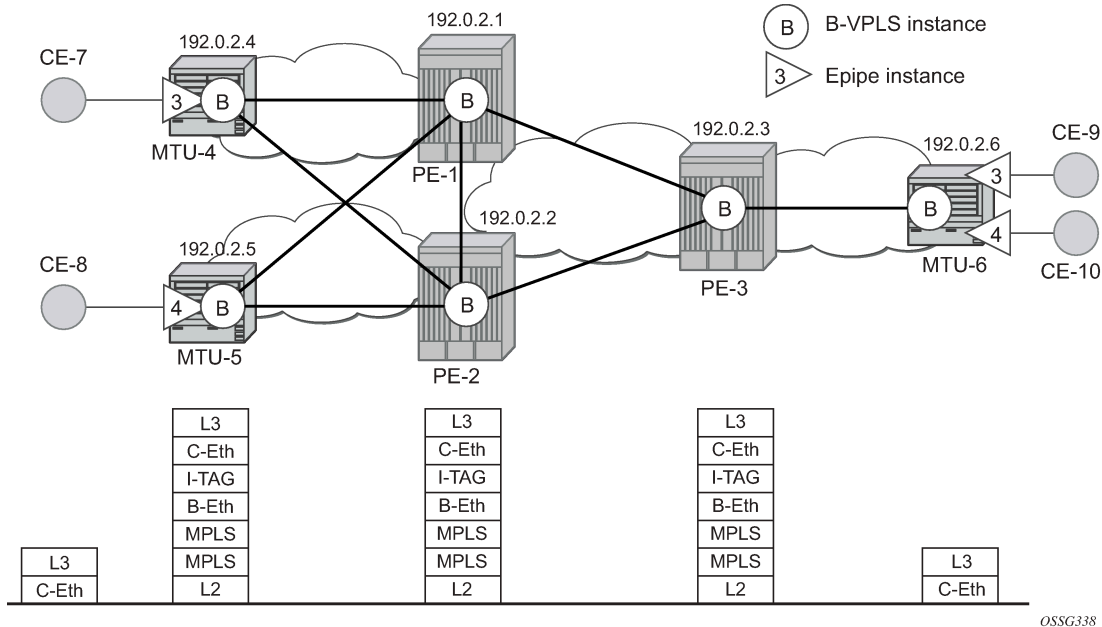 192.0.2.1
B
B-VPLS instance
192.0.2.4
CE-7
3
Epipe instance
3
B
B
MTU-4
192.0.2.3
CE-9
192.0.2.6
PE-1
3
B
B
192.0.2.2
4
192.0.2.5
CE-8
MTU-6
CE-10
PE-3
4
B
B
MTU-5
PE-2
L3
C-Eth
I-TAG
B-Eth
MPLS
MPLS
L2
L3
C-Eth
I-TAG
B-Eth
MPLS
MPLS
L2
L3
C-Eth
I-TAG
B-Eth
MPLS
MPLS
L2
L3
C-Eth
L3
C-Eth
OSSG338